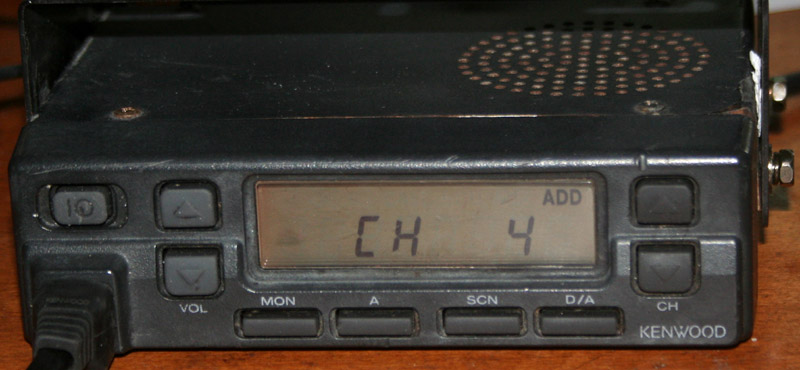 ADD
CH 4
VOL
MON A SCN D/A
CH
KENWOOD